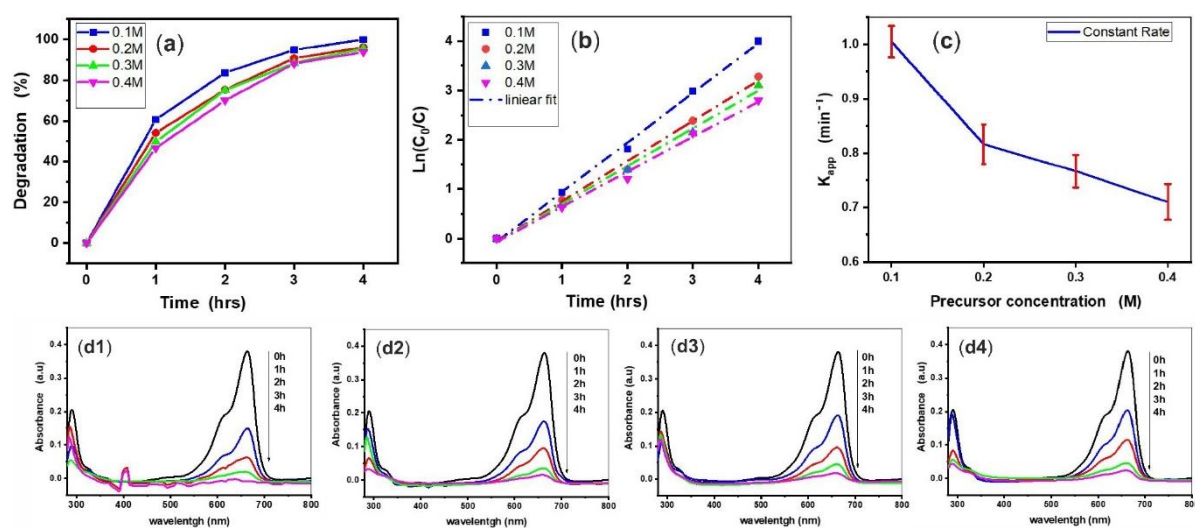 (a)
0.1M
0.2M
0.3M
0.4M
Degradation (%)
100
80
60
40
20
0
0 1 2 3 4
Time (hrs)
(b)
0.1M
0.2M
0.3M
0.4M
liniear fit
Ln(C₀/C)
4
3
2
1
0
0 1 2 3 4
Time (hrs)
(c)
Constant Rate
K_app (min⁻¹)
1.0
0.9
0.8
0.7
0.6
0.1 0.2 0.3 0.4
Precursor concentration (M)
(d1)
0h
1h
2h
3h
4h
Absorbance (a.u)
0.4
0.3
0.2
0.1
0.0
300 400 500 600 700 800
wavelentgh (nm)
(d2)
0h
1h
2h
3h
4h
Absorbance (a.u)
0.4
0.3
0.2
0.1
0.0
300 400 500 600 700 800
wavelentgh (nm)
(d3)
0h
1h
2h
3h
4h
Absorbance (a.u)
0.4
0.3
0.2
0.1
0.0
300 400 500 600 700 800
wavelentgh (nm)
(d4)
0h
1h
2h
3h
4h
Absorbance (a.u)
0.4
0.3
0.2
0.1
0.0
300 400 500 600 700 800
wavelentgh (nm)